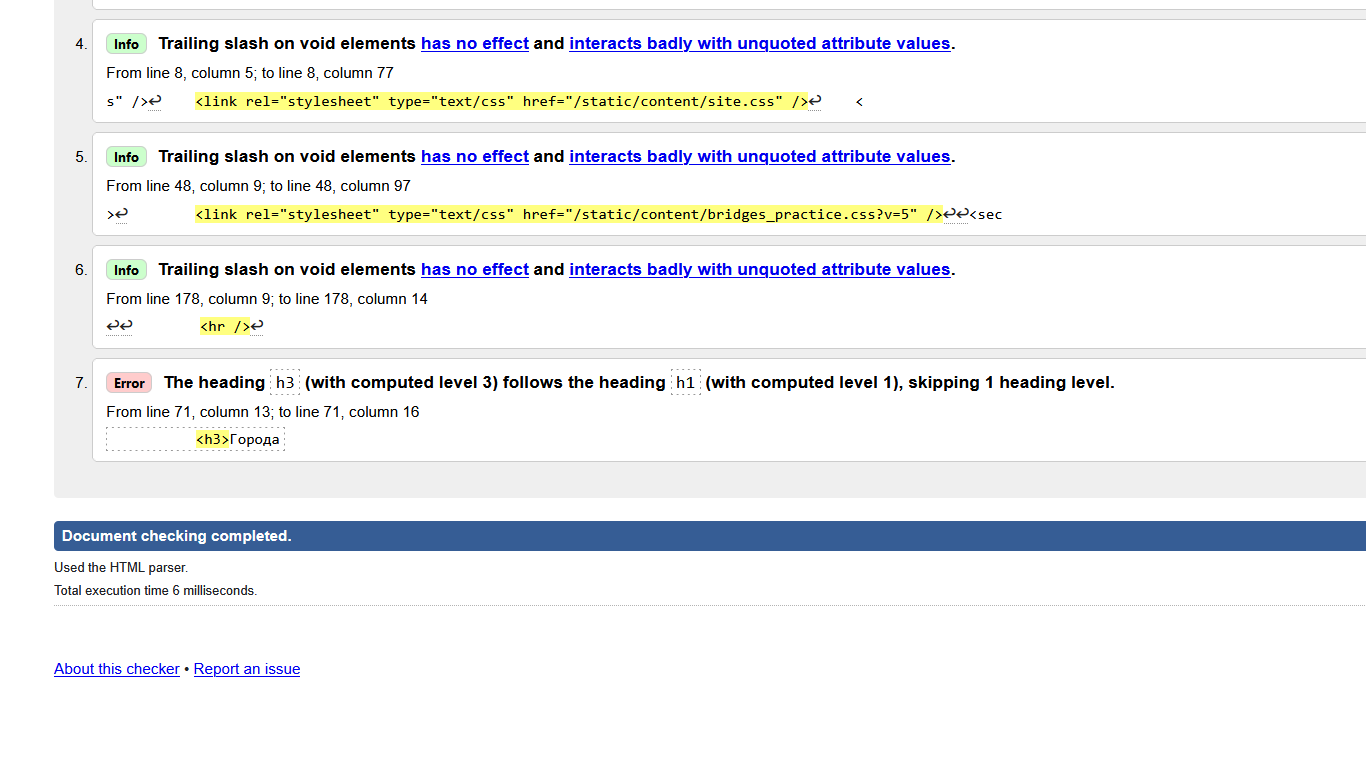 4. Info Trailing slash on void elements has no effect and interacts badly with unquoted attribute values.
From line 8, column 5; to line 8, column 77
s" />↩    <link rel="stylesheet" type="text/css" href="/static/content/site.css" />↩    <
5. Info Trailing slash on void elements has no effect and interacts badly with unquoted attribute values.
From line 48, column 9; to line 48, column 97
>↩        <link rel="stylesheet" type="text/css" href="/static/content/bridges_practice.css?v=5" />↩↩<sec
6. Info Trailing slash on void elements has no effect and interacts badly with unquoted attribute values.
From line 178, column 9; to line 178, column 14
↩↩        <hr />↩
7. Error The heading h3 (with computed level 3) follows the heading h1 (with computed level 1), skipping 1 heading level.
From line 71, column 13; to line 71, column 16
<h3>Города
Document checking completed.
Used the HTML parser.
Total execution time 6 milliseconds.
About this checker • Report an issue